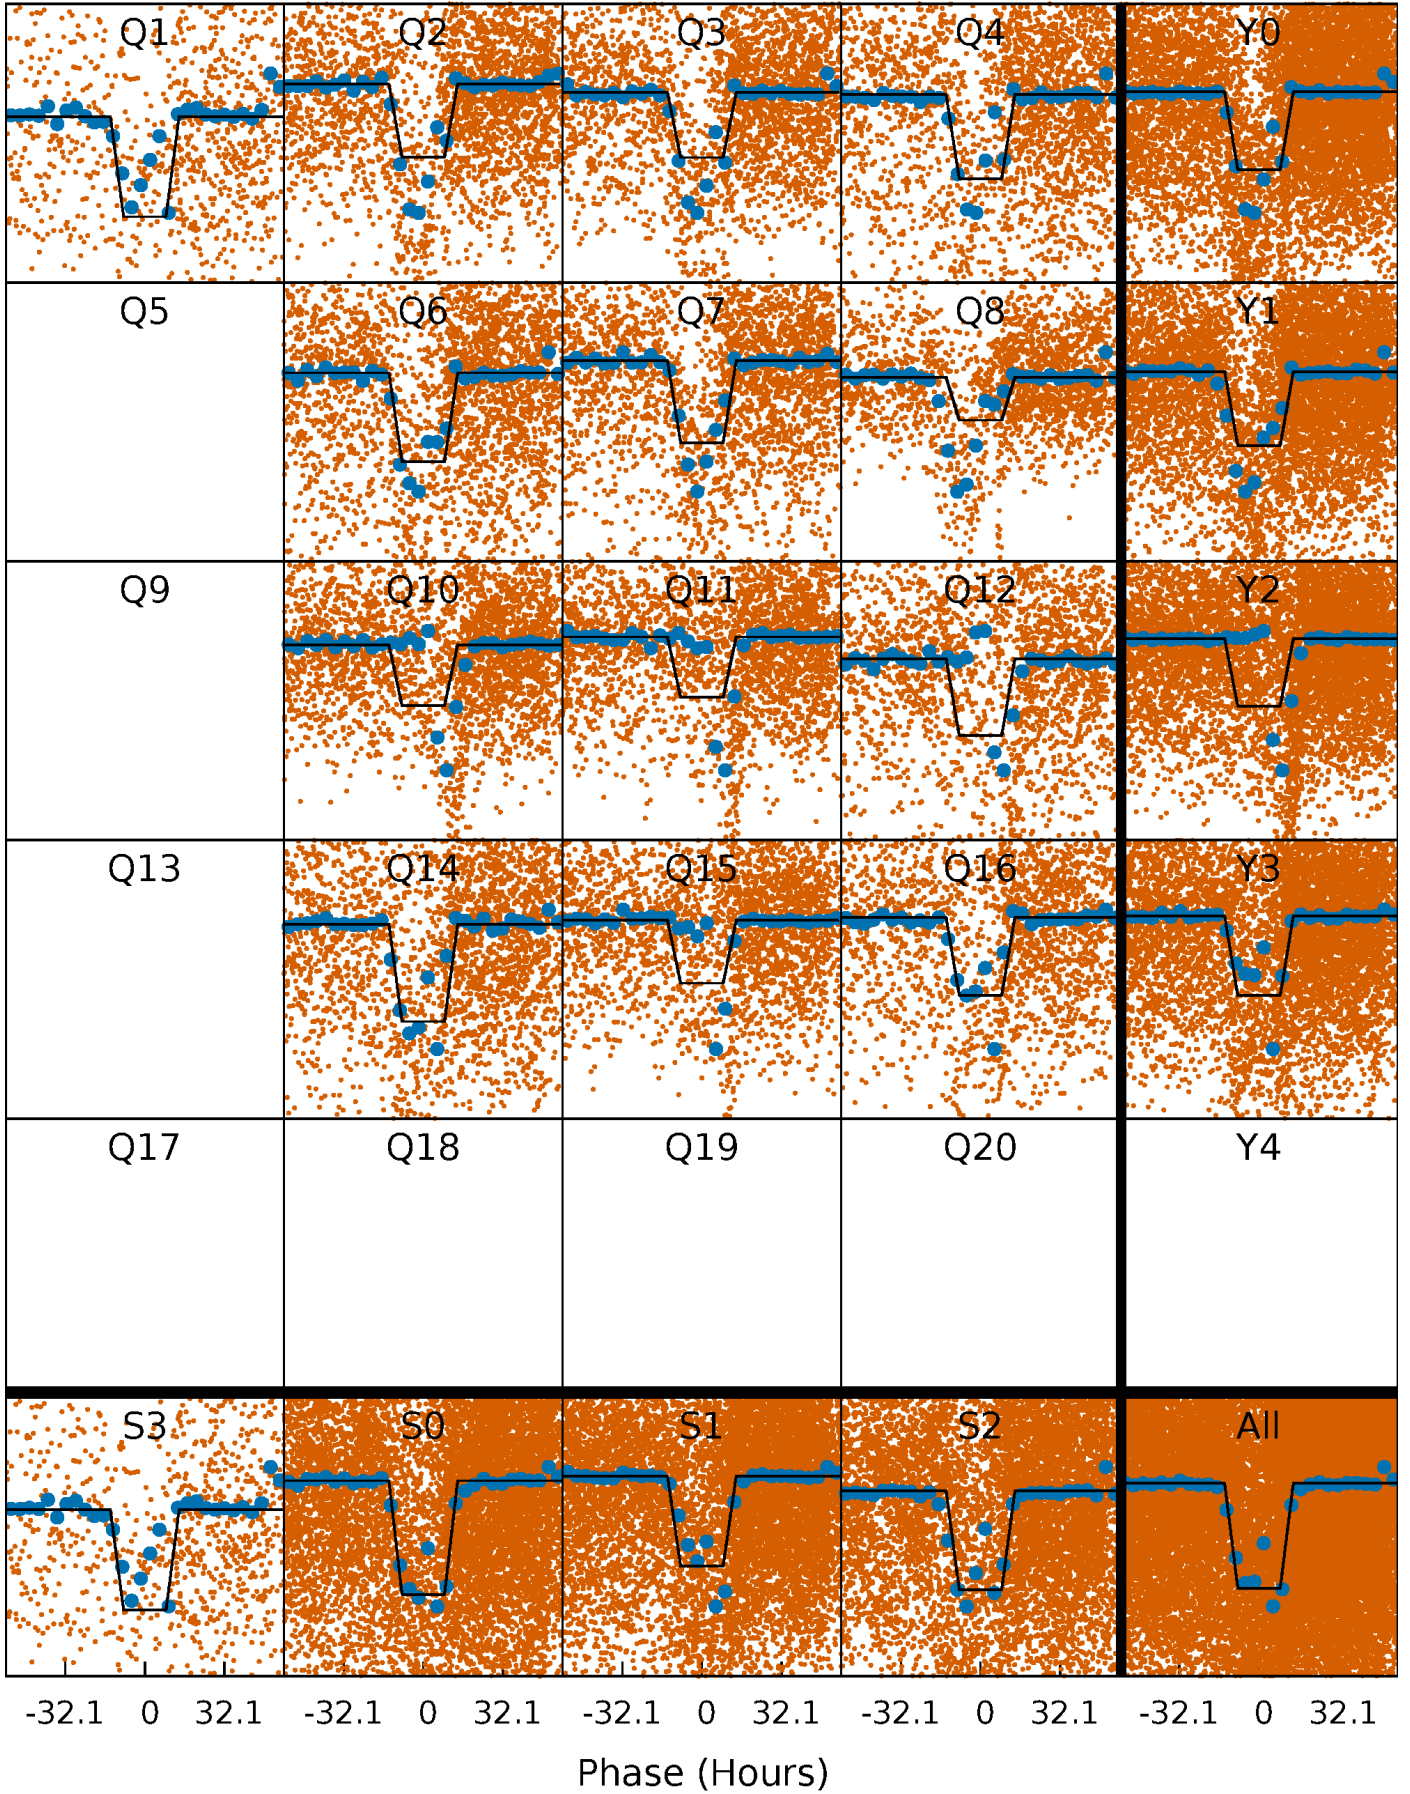 Q1 Q2 Q3 Q4 Y0
Q5 Q6 Q7 Q8 Y1
Q9 Q10 Q11 Q12 Y2
Q13 Q14 Q15 Q16 Y3
Q17 Q18 Q19 Q20 Y4
S3 S0 S1 S2 All
-32.1 0 32.1 -32.1 0 32.1 -32.1 0 32.1 -32.1 0 32.1 -32.1 0 32.1
Phase (Hours)